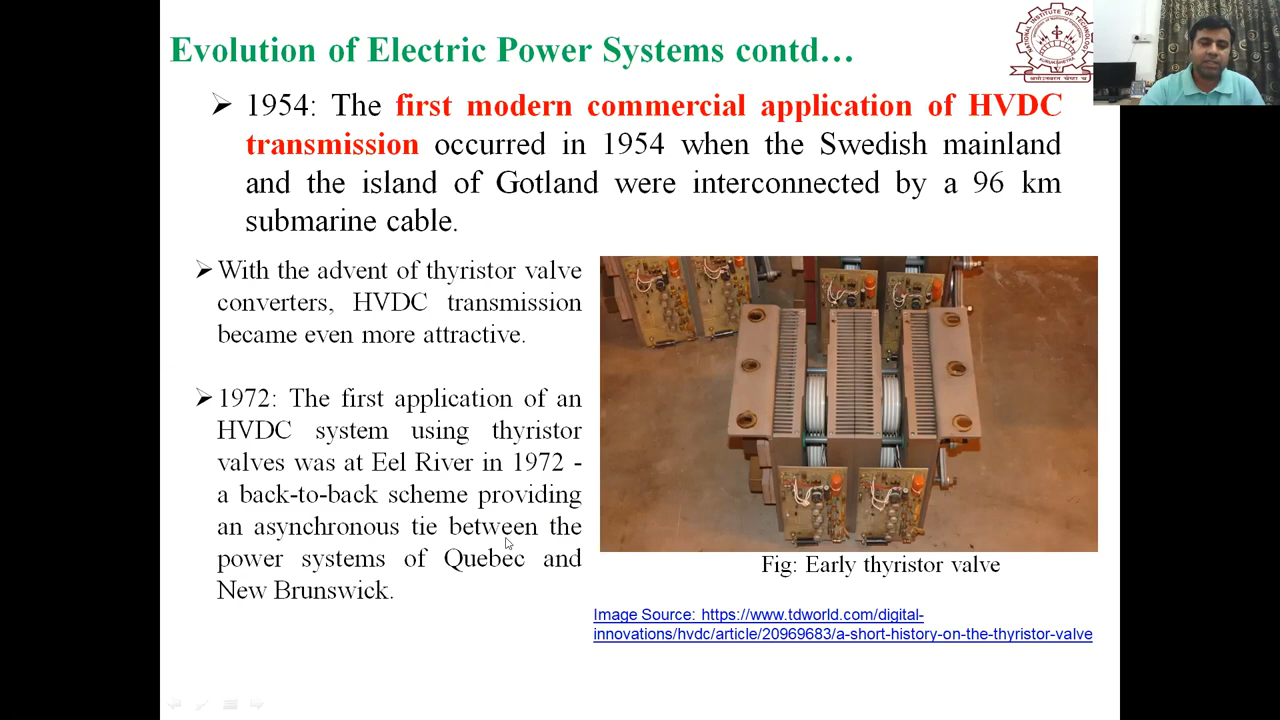 Evolution of Electric Power Systems contd…
NATIONAL INSTITUTE OF TECHNOLOGY
KURUKSHETRA
➢ 1954: The first modern commercial application of HVDC
transmission occurred in 1954 when the Swedish mainland
and the island of Gotland were interconnected by a 96 km
submarine cable.
➢ With the advent of thyristor valve
converters, HVDC transmission
became even more attractive.
➢ 1972: The first application of an
HVDC system using thyristor
valves was at Eel River in 1972 -
a back-to-back scheme providing
an asynchronous tie between the
power systems of Quebec and
New Brunswick.
Fig: Early thyristor valve
Image Source: https://www.tdworld.com/digital-
innovations/hvdc/article/20969683/a-short-history-on-the-thyristor-valve